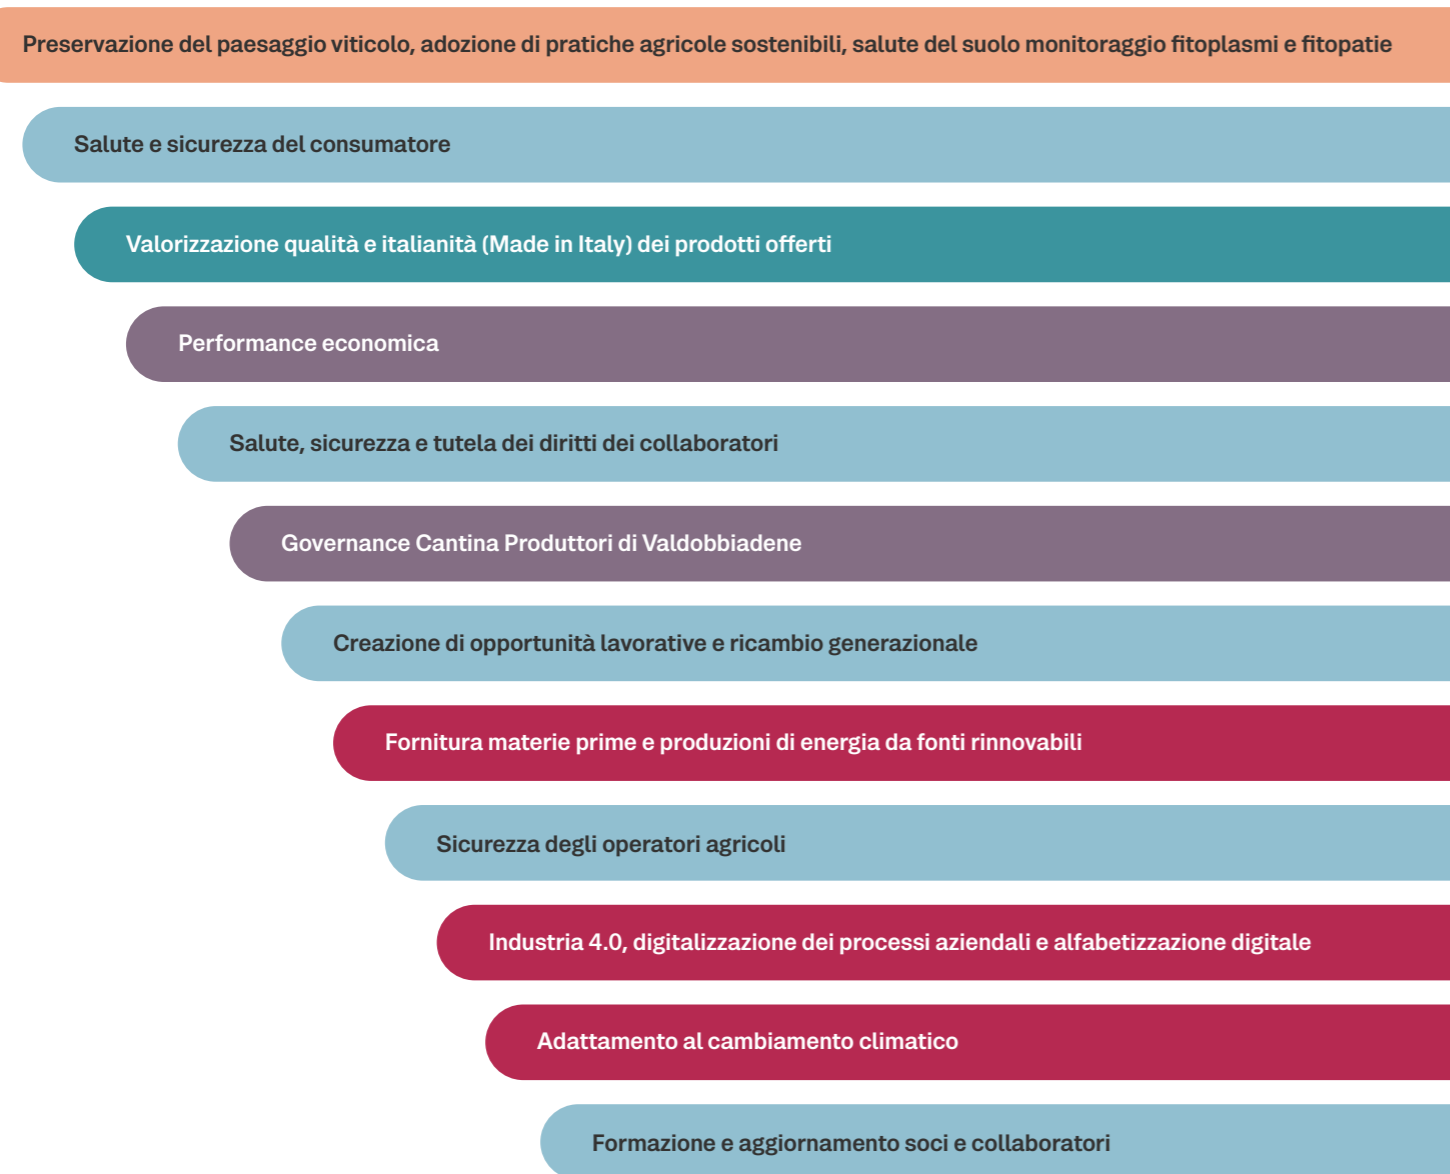 Preservazione del paesaggio viticolo, adozione di pratiche agricole sostenibili, salute del suolo monitoraggio fitoplasmi e fitopatie
Salute e sicurezza del consumatore
Valorizzazione qualità e italianità (Made in Italy) dei prodotti offerti
Performance economica
Salute, sicurezza e tutela dei diritti dei collaboratori
Governance Cantina Produttori di Valdobbiadene
Creazione di opportunità lavorative e ricambio generazionale
Fornitura materie prime e produzioni di energia da fonti rinnovabili
Sicurezza degli operatori agricoli
Industria 4.0, digitalizzazione dei processi aziendali e alfabetizzazione digitale
Adattamento al cambiamento climatico
Formazione e aggiornamento soci e collaboratori